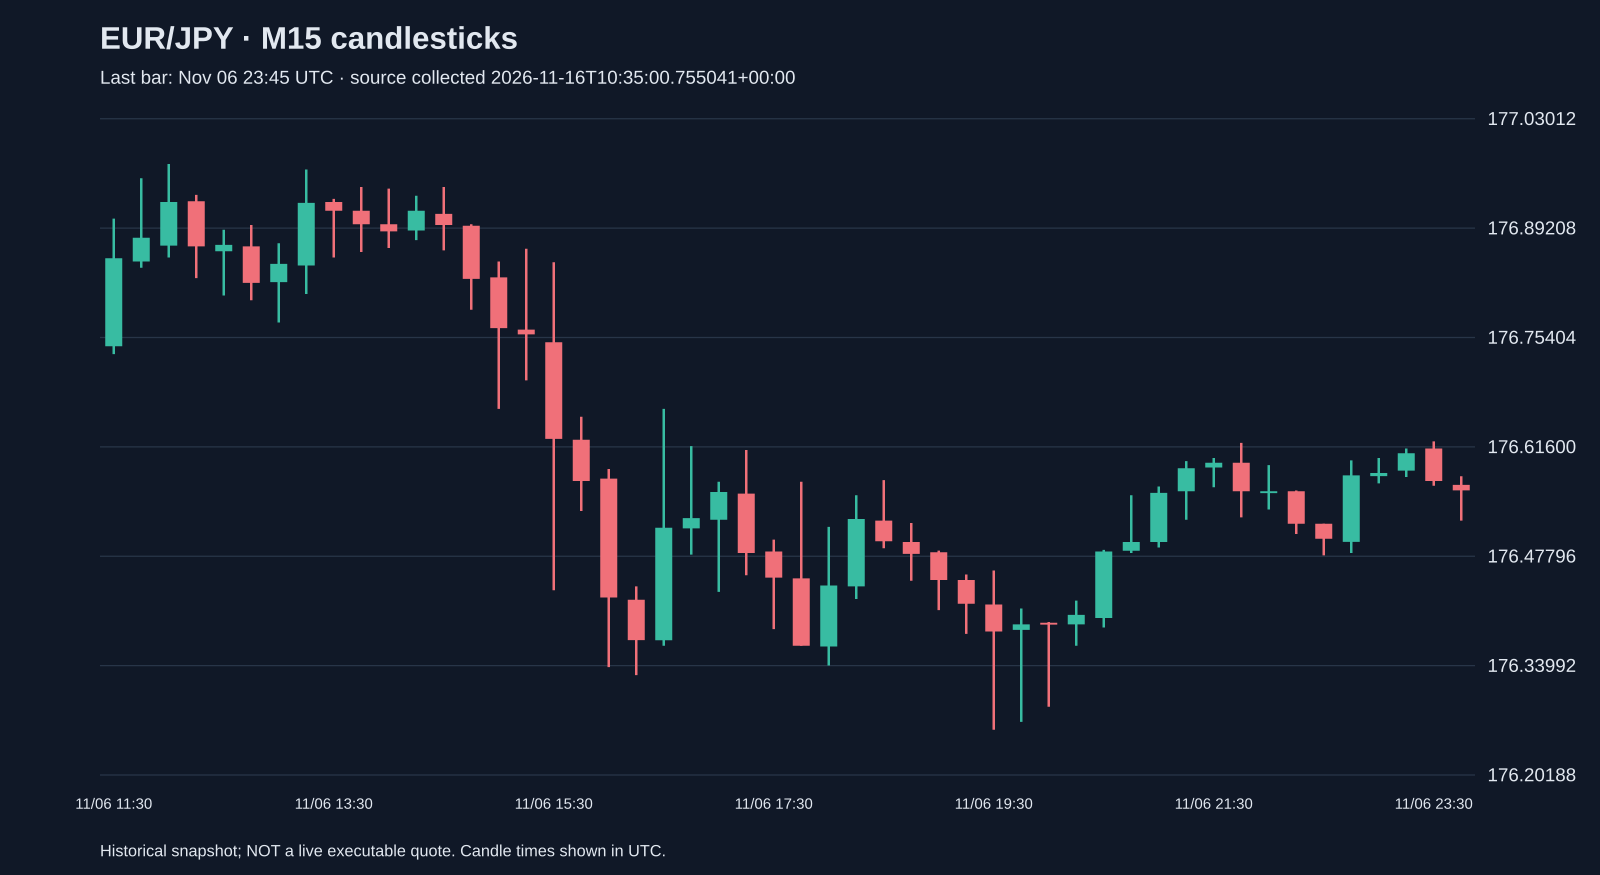 EUR/JPY · M15 candlesticks
Last bar: Nov 06 23:45 UTC · source collected 2026-11-16T10:35:00.755041+00:00
177.03012
176.89208
176.75404
176.61600
176.47796
176.33992
176.20188
11/06 11:30 11/06 13:30 11/06 15:30 11/06 17:30 11/06 19:30 11/06 21:30 11/06 23:30
Historical snapshot; NOT a live executable quote. Candle times shown in UTC.